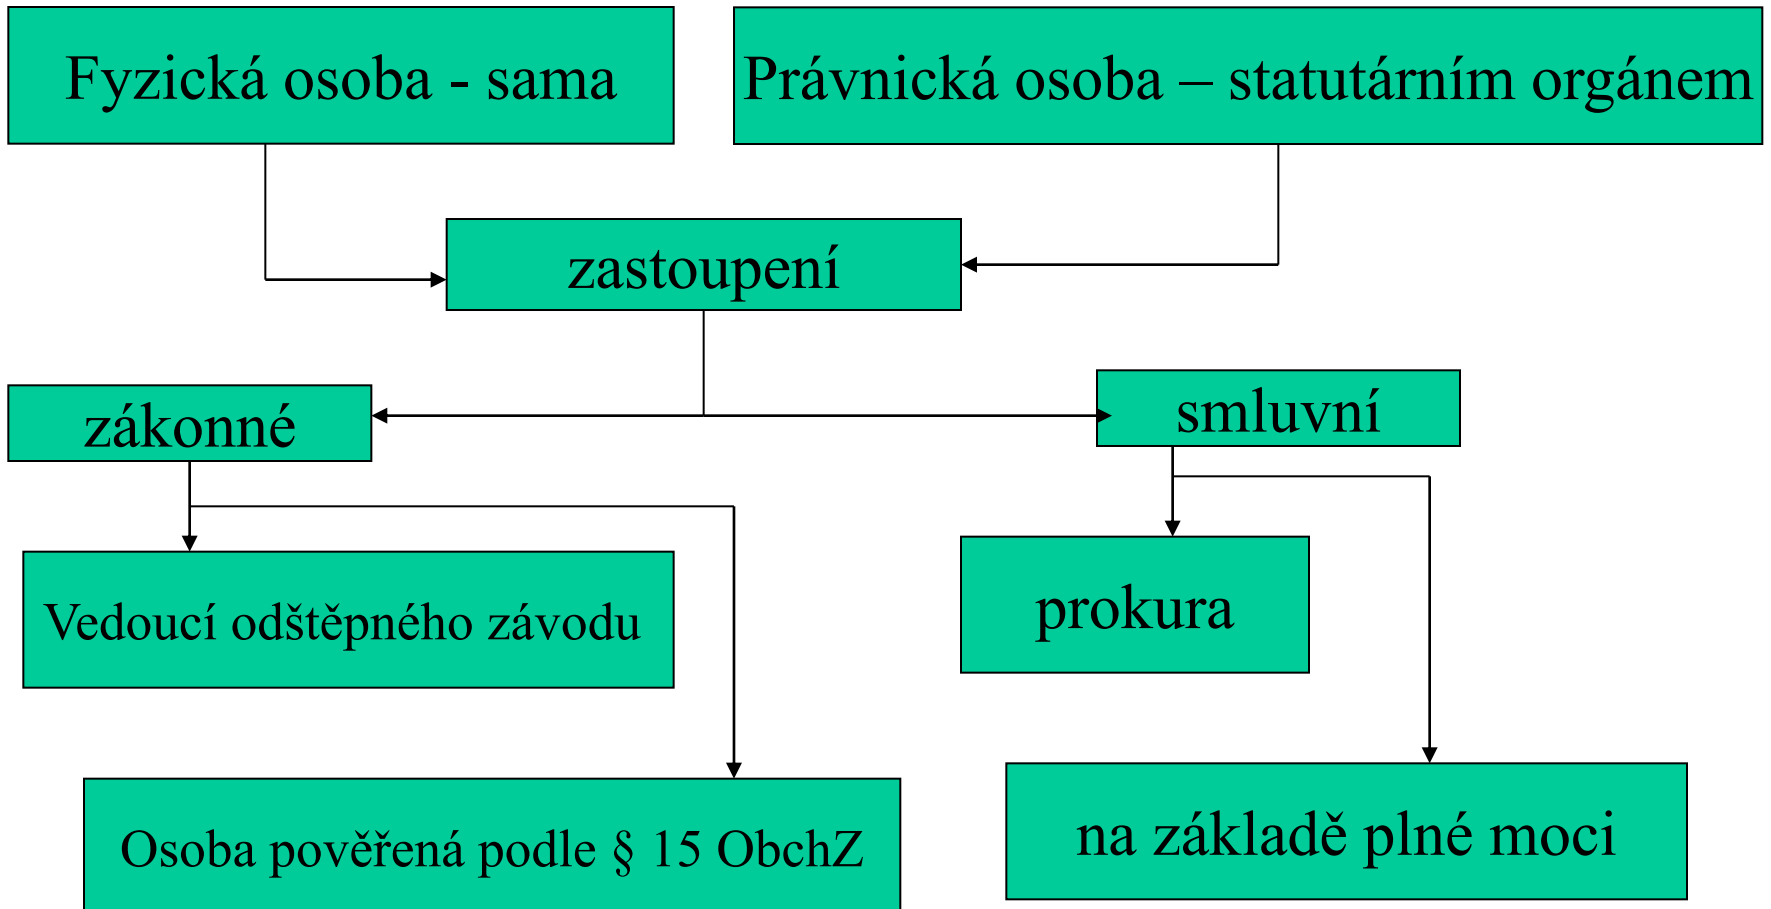 Fyzická osoba - sama
Právnická osoba – statutárním orgánem
zastoupení
zákonné
smluvní
Vedoucí odštěpného závodu
prokura
Osoba pověřená podle § 15 ObchZ
na základě plné moci